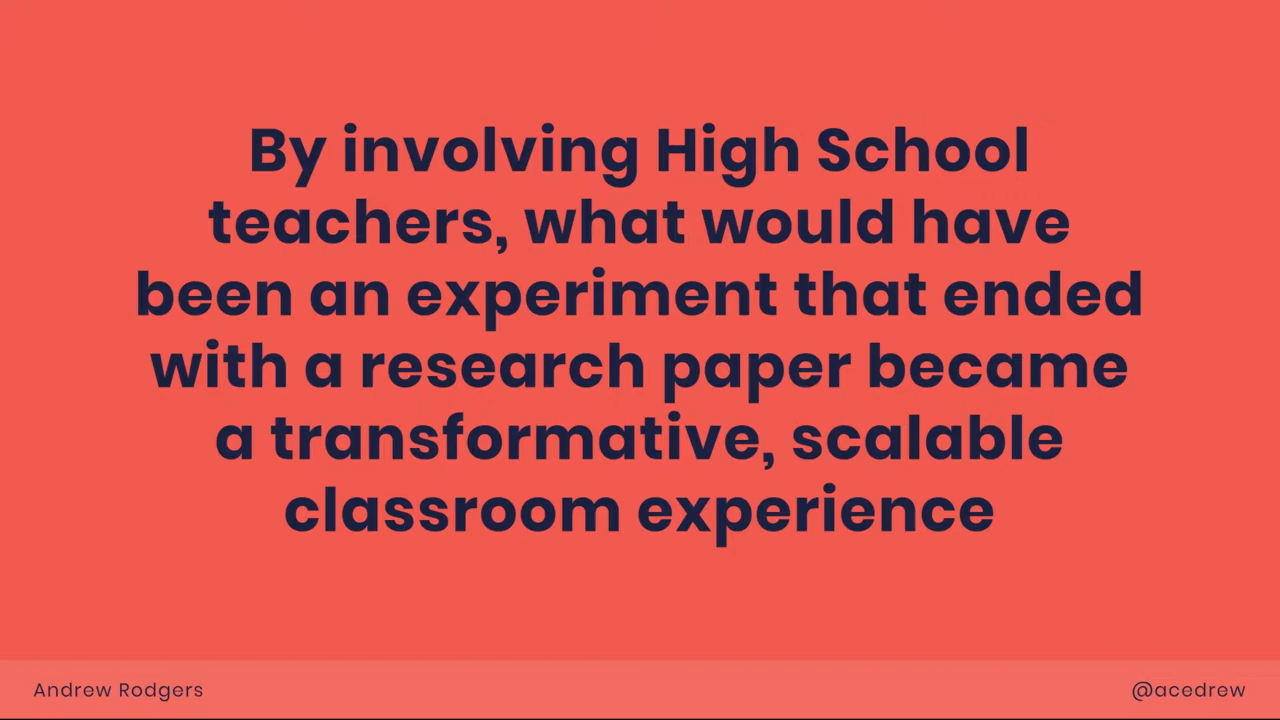 By involving High School
teachers, what would have
been an experiment that ended
with a research paper became
a transformative, scalable
classroom experience
Andrew Rodgers
@acedrew